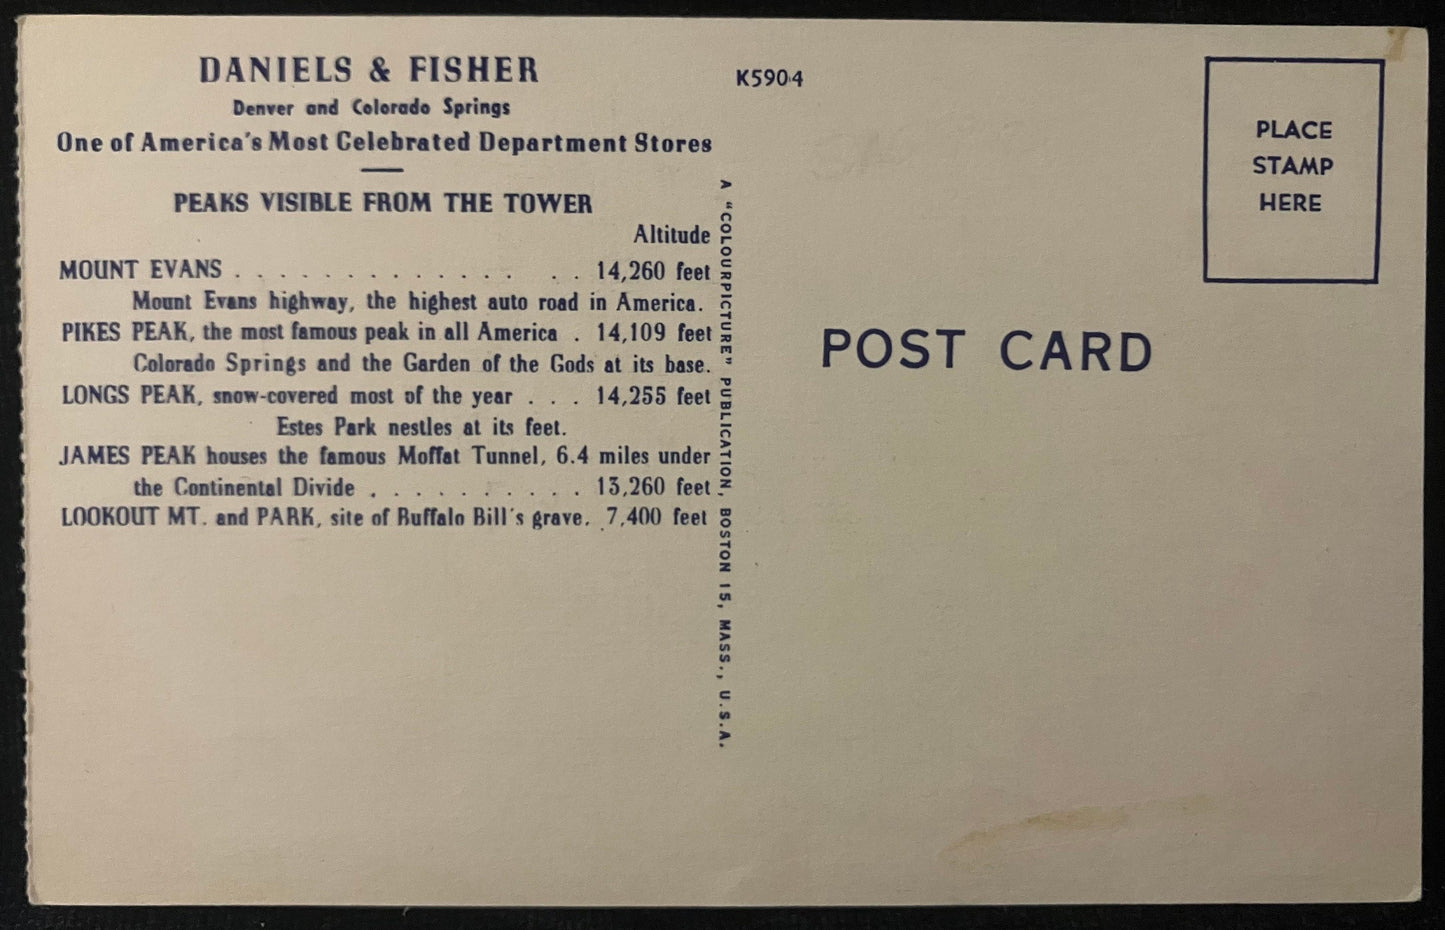 DANIELS & FISHER
Denver and Colorado Springs
One of America's Most Celebrated Department Stores
PEAKS VISIBLE FROM THE TOWER
Altitude
MOUNT EVANS . . . . . . . . . . . . . . . 14,260 feet
Mount Evans highway, the highest auto road in America.
PIKES PEAK, the most famous peak in all America . 14,109 feet
Colorado Springs and the Garden of the Gods at its base.
LONGS PEAK, snow-covered most of the year . . . 14,255 feet
Estes Park nestles at its feet.
JAMES PEAK houses the famous Moffat Tunnel, 6.4 miles under
the Continental Divide . . . . . . . . . . 13,260 feet
LOOKOUT MT. and PARK, site of Buffalo Bill's grave. 7,400 feet
A "COLOURPICTURE" PUBLICATION, BOSTON 15, MASS., U.S.A.
K5904
PLACE
STAMP
HERE
POST CARD